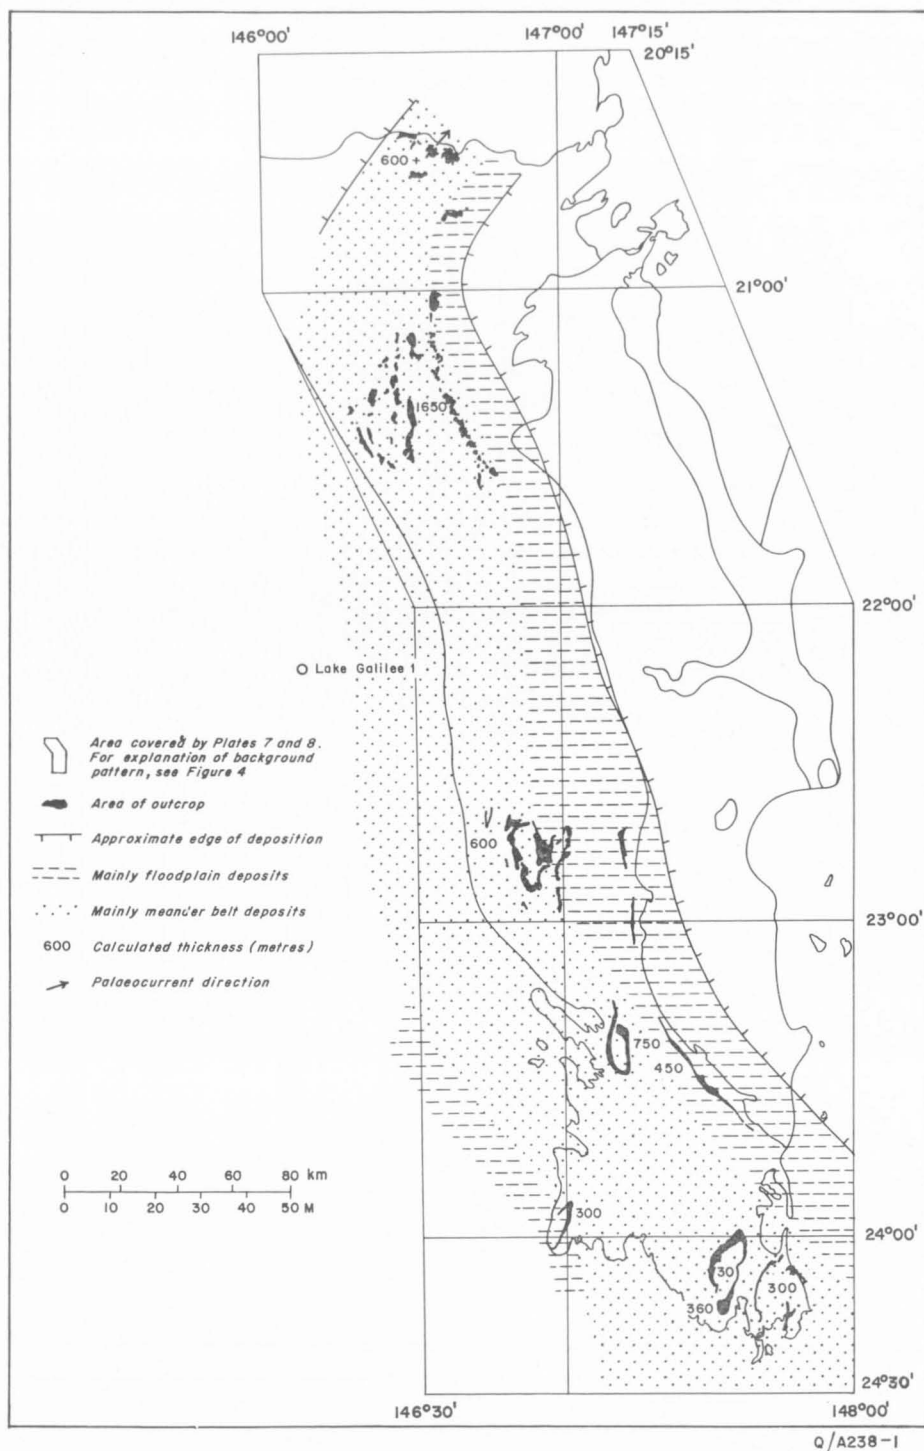 146°00'
147°00'
147°15'
20°15'
600 +
21°00'
1650
22°00'
Lake Galilee 1
Area covered by Plates 7 and 8.
For explanation of background
pattern, see Figure 4
Area of outcrop
600
Approximate edge of deposition
Mainly floodplain deposits
Mainly meander belt deposits
23°00'
600 Calculated thickness (metres)
Palaeocurrent direction
750
450
0 20 40 60 80 km
0 10 20 30 40 50 M
300
24°00'
730
300
360
24°30'
146°30'
148°00'
Q/A238-1